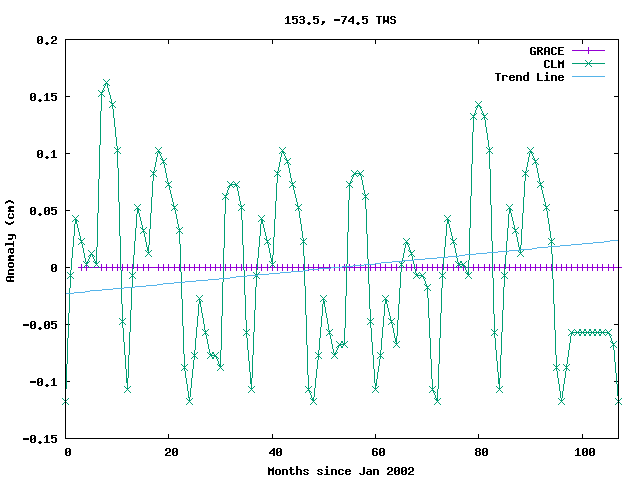 153.5, -74.5 TWS
GRACE
CLM
Trend Line
0.2
0.15
0.1
0.05
0
-0.05
-0.1
-0.15
Anomaly (cm)
0 20 40 60 80 100
Months since Jan 2002